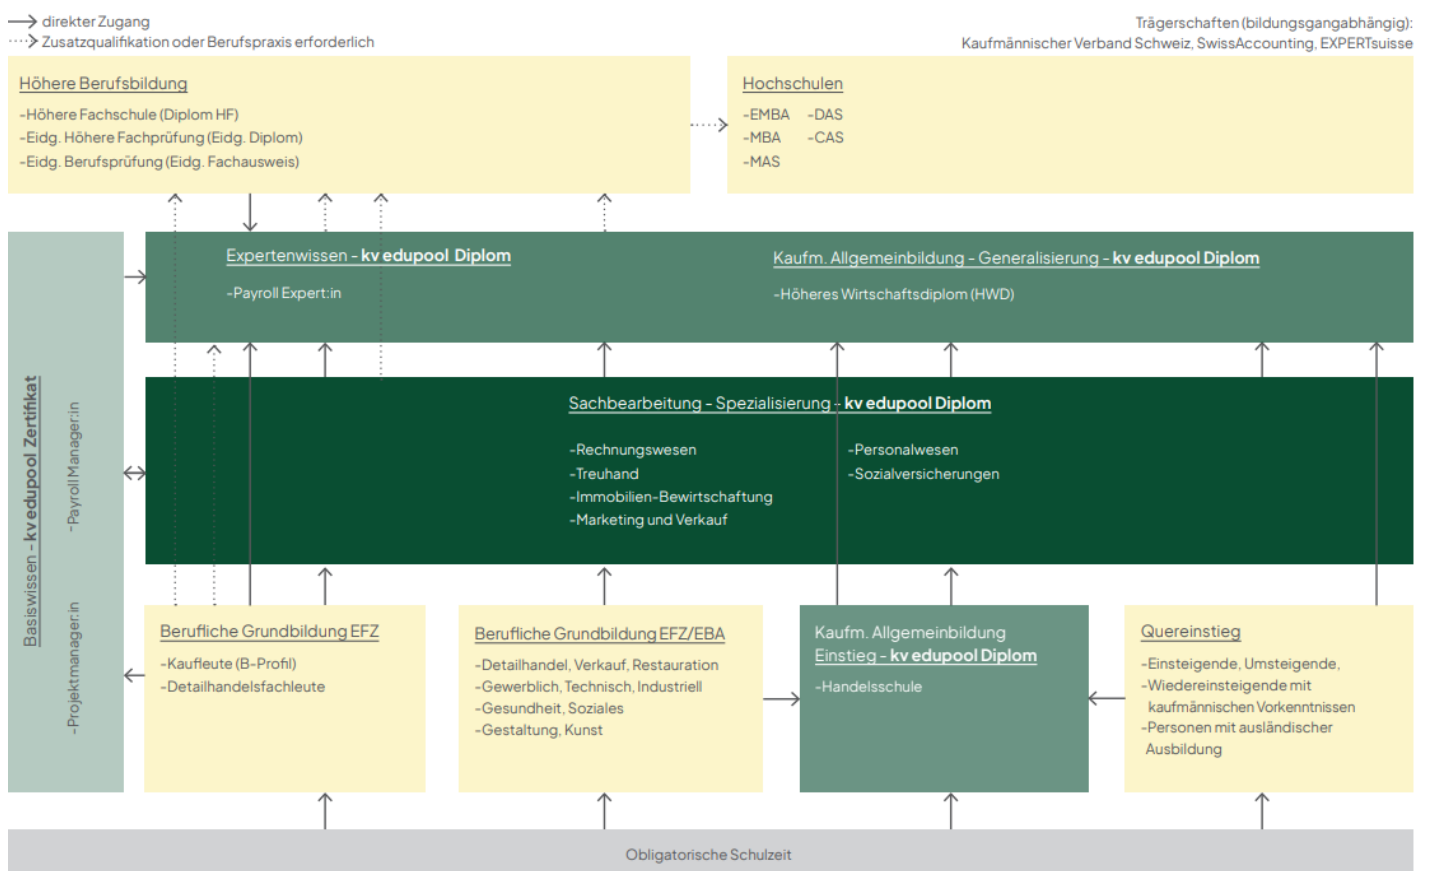 direkter Zugang
Zusatzqualifikation oder Berufspraxis erforderlich
Trägerschaften (bildungsgangabhängig):
Kaufmännischer Verband Schweiz, SwissAccounting, EXPERTsuisse
Höhere Berufsbildung
-Höhere Fachschule (Diplom HF)
-Eidg. Höhere Fachprüfung (Eidg. Diplom)
-Eidg. Berufsprüfung (Eidg. Fachausweis)
Hochschulen
-EMBA -DAS
-MBA -CAS
-MAS
Basiswissen - kv edupool Zertifikat
-Projektmanager:in -Payroll Manager:in
Expertenwissen - kv edupool Diplom
-Payroll Expert:in
Kaufm. Allgemeinbildung - Generalisierung - kv edupool Diplom
-Höheres Wirtschaftsdiplom (HWD)
Sachbearbeitung - Spezialisierung - kv edupool Diplom
-Rechnungswesen
-Treuhand
-Immobilien-Bewirtschaftung
-Marketing und Verkauf
-Personalwesen
-Sozialversicherungen
Berufliche Grundbildung EFZ
-Kaufleute (B-Profil)
-Detailhandelsfachleute
Berufliche Grundbildung EFZ/EBA
-Detailhandel, Verkauf, Restauration
-Gewerblich, Technisch, Industriell
-Gesundheit, Soziales
-Gestaltung, Kunst
Kaufm. Allgemeinbildung
Einstieg - kv edupool Diplom
-Handelsschule
Quereinstieg
-Einsteigende, Umsteigende,
-Wiedereinsteigende mit
kaufmännischen Vorkenntnissen
-Personen mit ausländischer
Ausbildung
Obligatorische Schulzeit